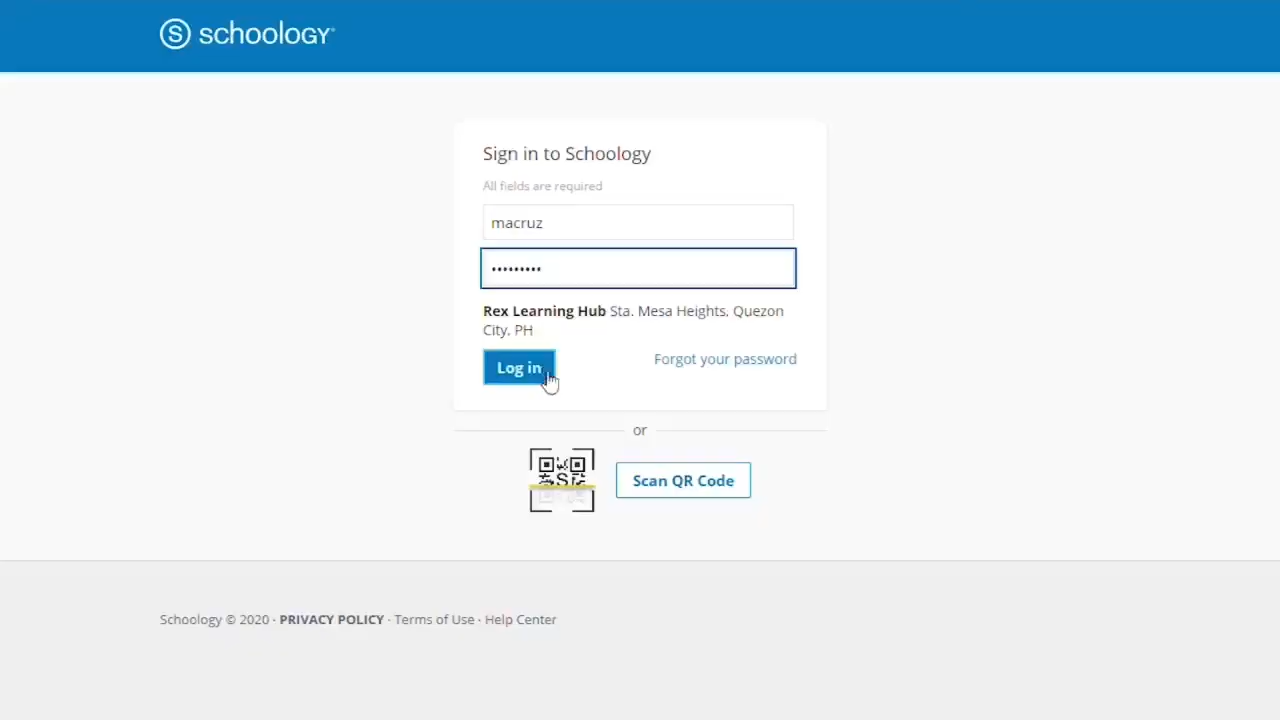 schoology
Sign in to Schoology
All fields are required
macruz
•••••••••
Rex Learning Hub Sta. Mesa Heights, Quezon
City, PH
Log in
Forgot your password
or
Scan QR Code
Schoology © 2020 · PRIVACY POLICY · Terms of Use · Help Center